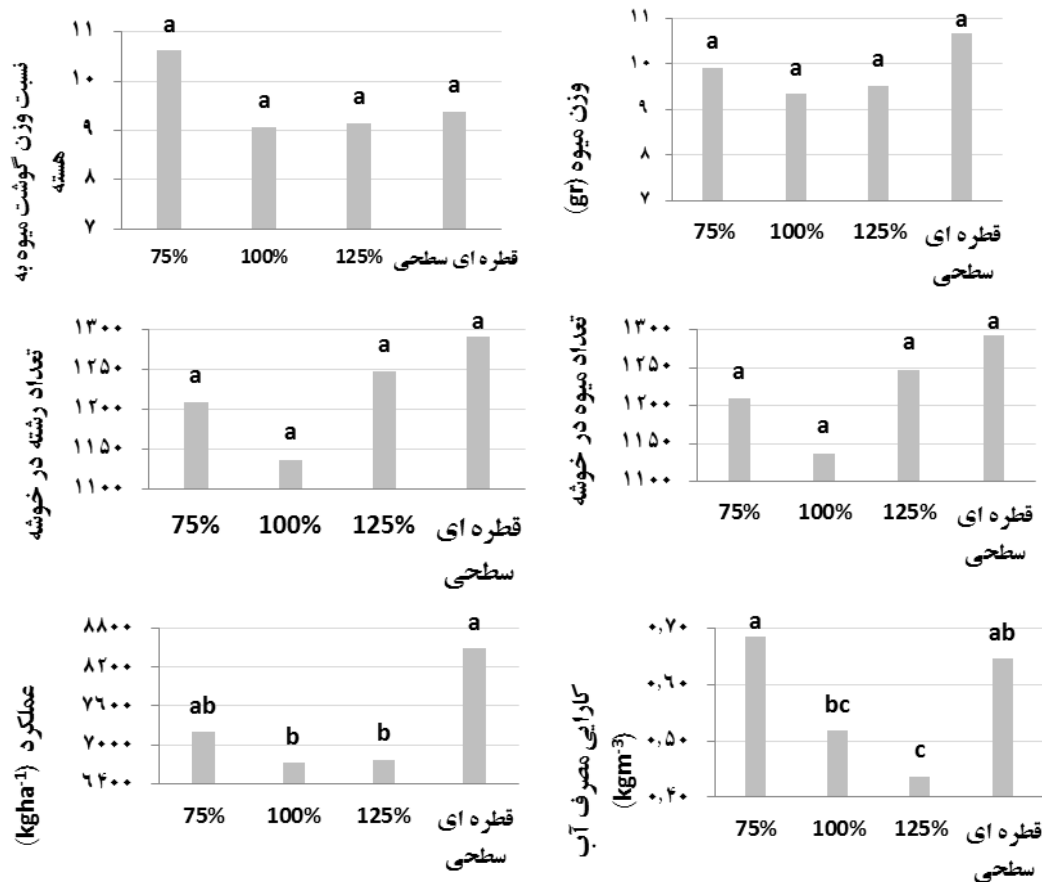 نسبت وزن گوشت میوه به
هسته
۱۱
۱۰
۹
۸
۷
a
a
a
a
75%
100%
125%
قطره ای سطحی
وزن میوه (gr)
۱۱
۱۰
۹
۸
۷
a
a
a
a
75%
100%
125%
قطره ای
سطحی
تعداد رشته در خوشه
۱۳۰۰
۱۲۵۰
۱۲۰۰
۱۱۵۰
۱۱۰۰
a
a
a
a
75%
100%
125%
قطره ای
سطحی
تعداد میوه در خوشه
۱۳۰۰
۱۲۵۰
۱۲۰۰
۱۱۵۰
۱۱۰۰
a
a
a
a
75%
100%
125%
قطره ای
سطحی
عملکرد (kgha⁻¹)
۸۸۰۰
۸۲۰۰
۷۶۰۰
۷۰۰۰
۶۴۰۰
ab
b
b
a
75%
100%
125%
قطره ای
سطحی
کارایی مصرف آب
(kgm⁻³)
۰,۷۰
۰,۶۰
۰,۵۰
۰,۴۰
a
bc
c
ab
75%
100%
125%
قطره ای
سطحی